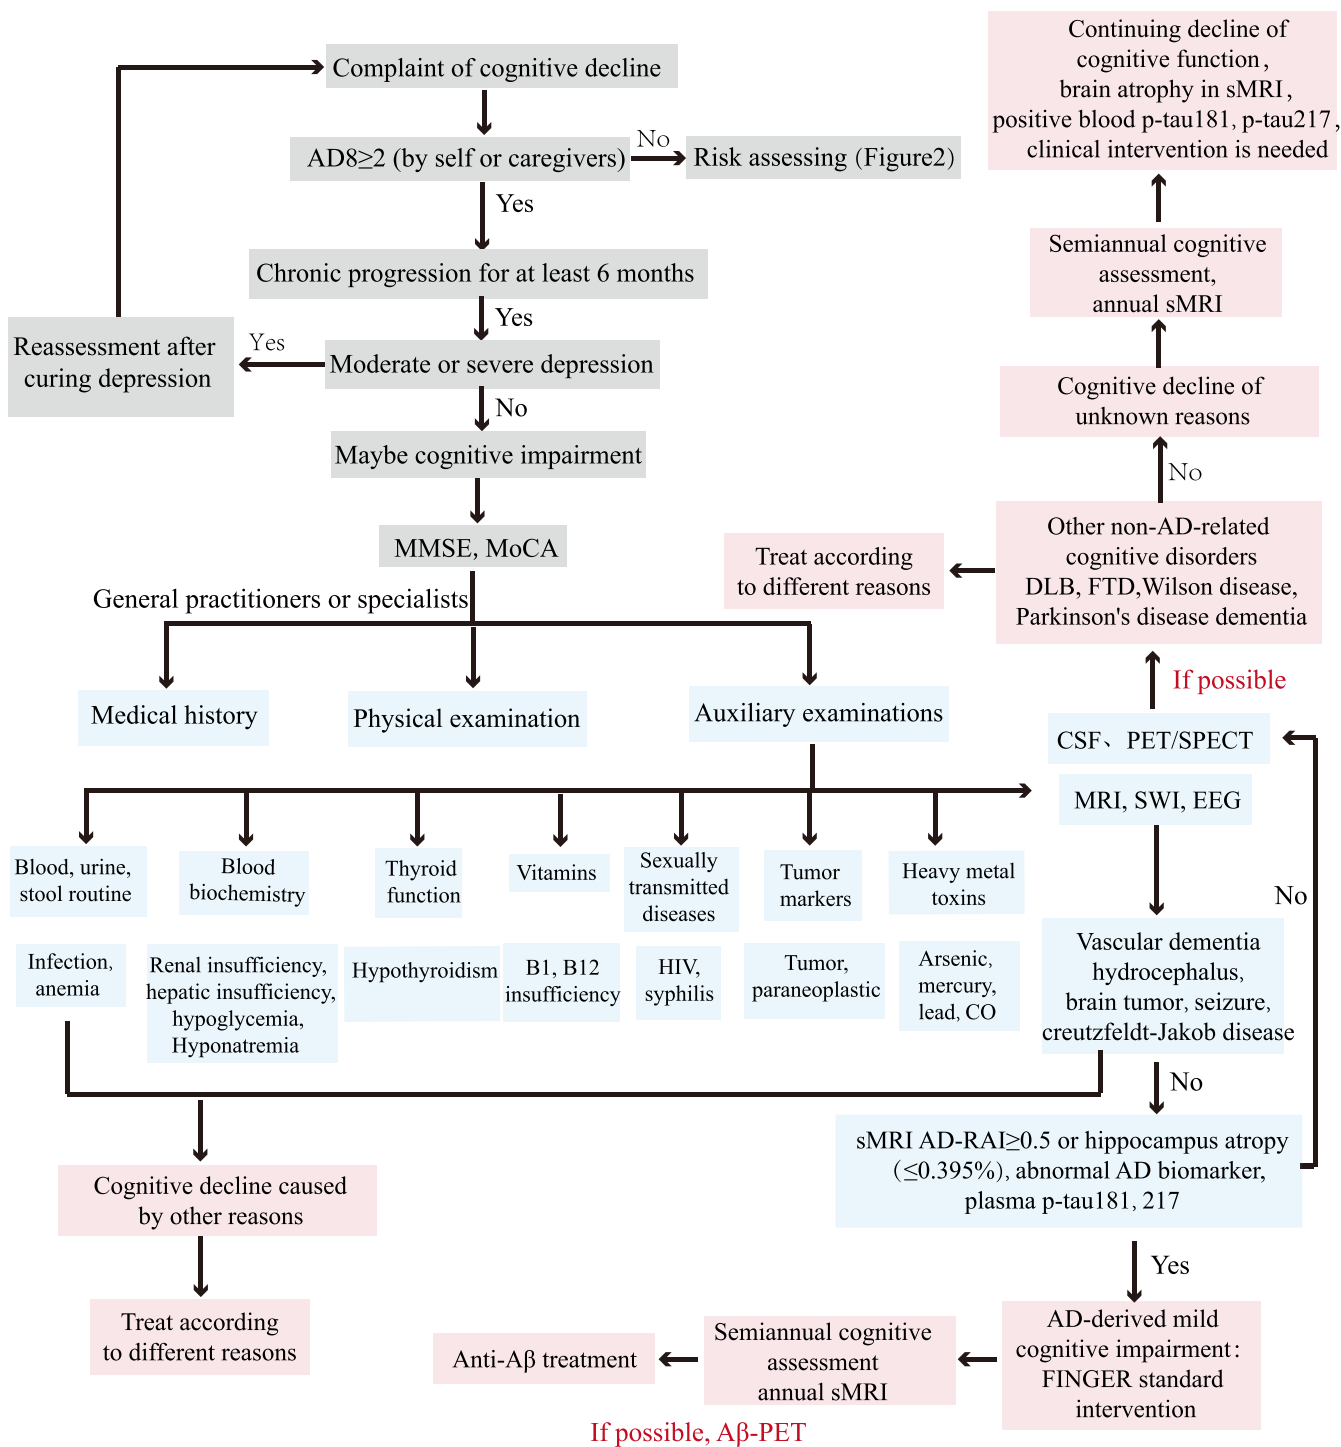 Complaint of cognitive decline
AD8≥2 (by self or caregivers)
No
Risk assessing (Figure2)
Yes
Chronic progression for at least 6 months
Yes
Moderate or severe depression
Yes
Reassessment after
curing depression
No
Maybe cognitive impairment
MMSE, MoCA
General practitioners or specialists
Medical history
Physical examination
Auxiliary examinations
Blood, urine,
stool routine
Blood
biochemistry
Thyroid
function
Vitamins
Sexually
transmitted
diseases
Tumor
markers
Heavy metal
toxins
Infection,
anemia
Renal insufficiency,
hepatic insufficiency,
hypoglycemia,
Hyponatremia
Hypothyroidism
B1, B12
insufficiency
HIV,
syphilis
Tumor,
paraneoplastic
Arsenic,
mercury,
lead, CO
Cognitive decline caused
by other reasons
Treat according
to different reasons
Continuing decline of
cognitive function,
brain atrophy in sMRI,
positive blood p-tau181, p-tau217,
clinical intervention is needed
Semiannual cognitive
assessment,
annual sMRI
Cognitive decline of
unknown reasons
No
Other non-AD-related
cognitive disorders
DLB, FTD,Wilson disease,
Parkinson's disease dementia
Treat according
to different reasons
If possible
CSF、PET/SPECT
MRI, SWI, EEG
No
Vascular dementia
hydrocephalus,
brain tumor, seizure,
creutzfeldt-Jakob disease
No
sMRI AD-RAI≥0.5 or hippocampus atropy
(≤0.395%), abnormal AD biomarker,
plasma p-tau181, 217
Yes
AD-derived mild
cognitive impairment:
FINGER standard
intervention
Semiannual cognitive
assessment
annual sMRI
Anti-Aβ treatment
If possible, Aβ-PET